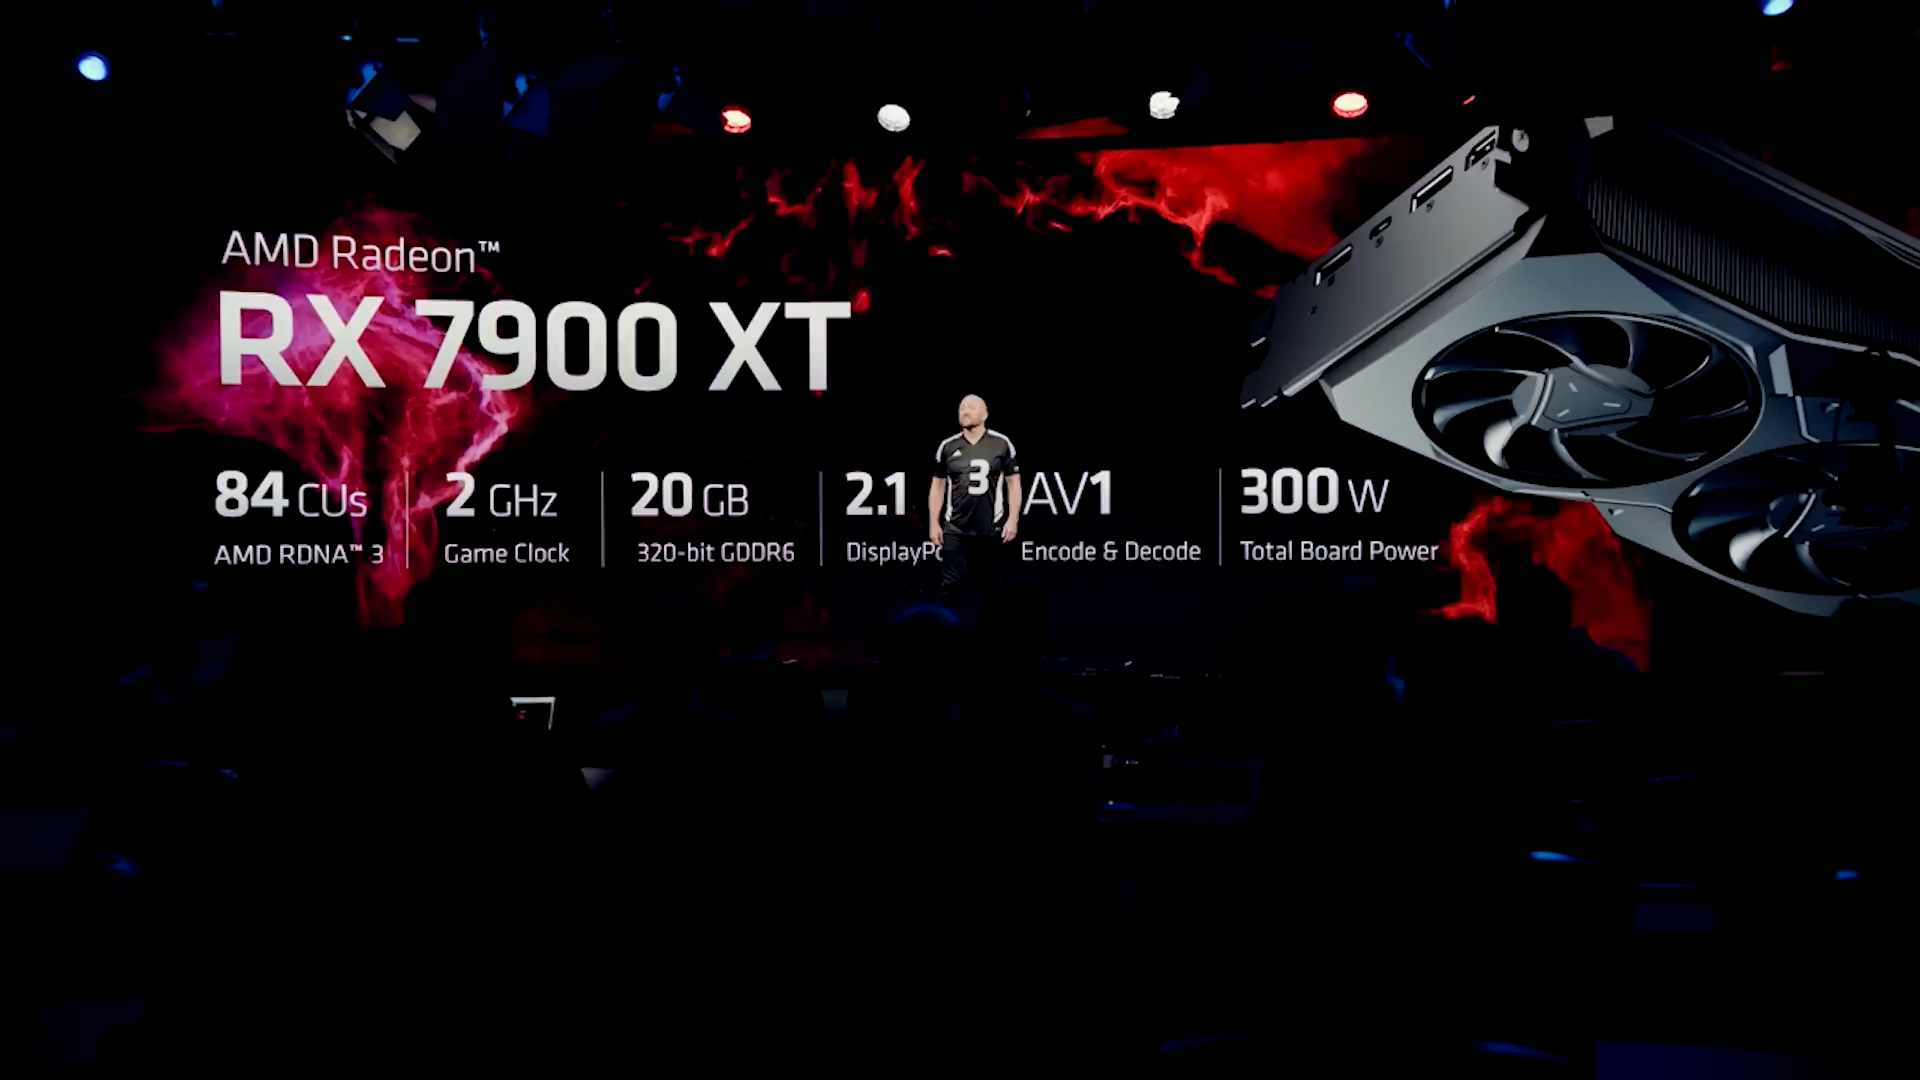 AMD Radeon™
RX 7900 XT
84 CUs
AMD RDNA™ 3
2 GHz
Game Clock
20 GB
320-bit GDDR6
2.1
3
AV1
Encode & Decode
300 W
Total Board Power